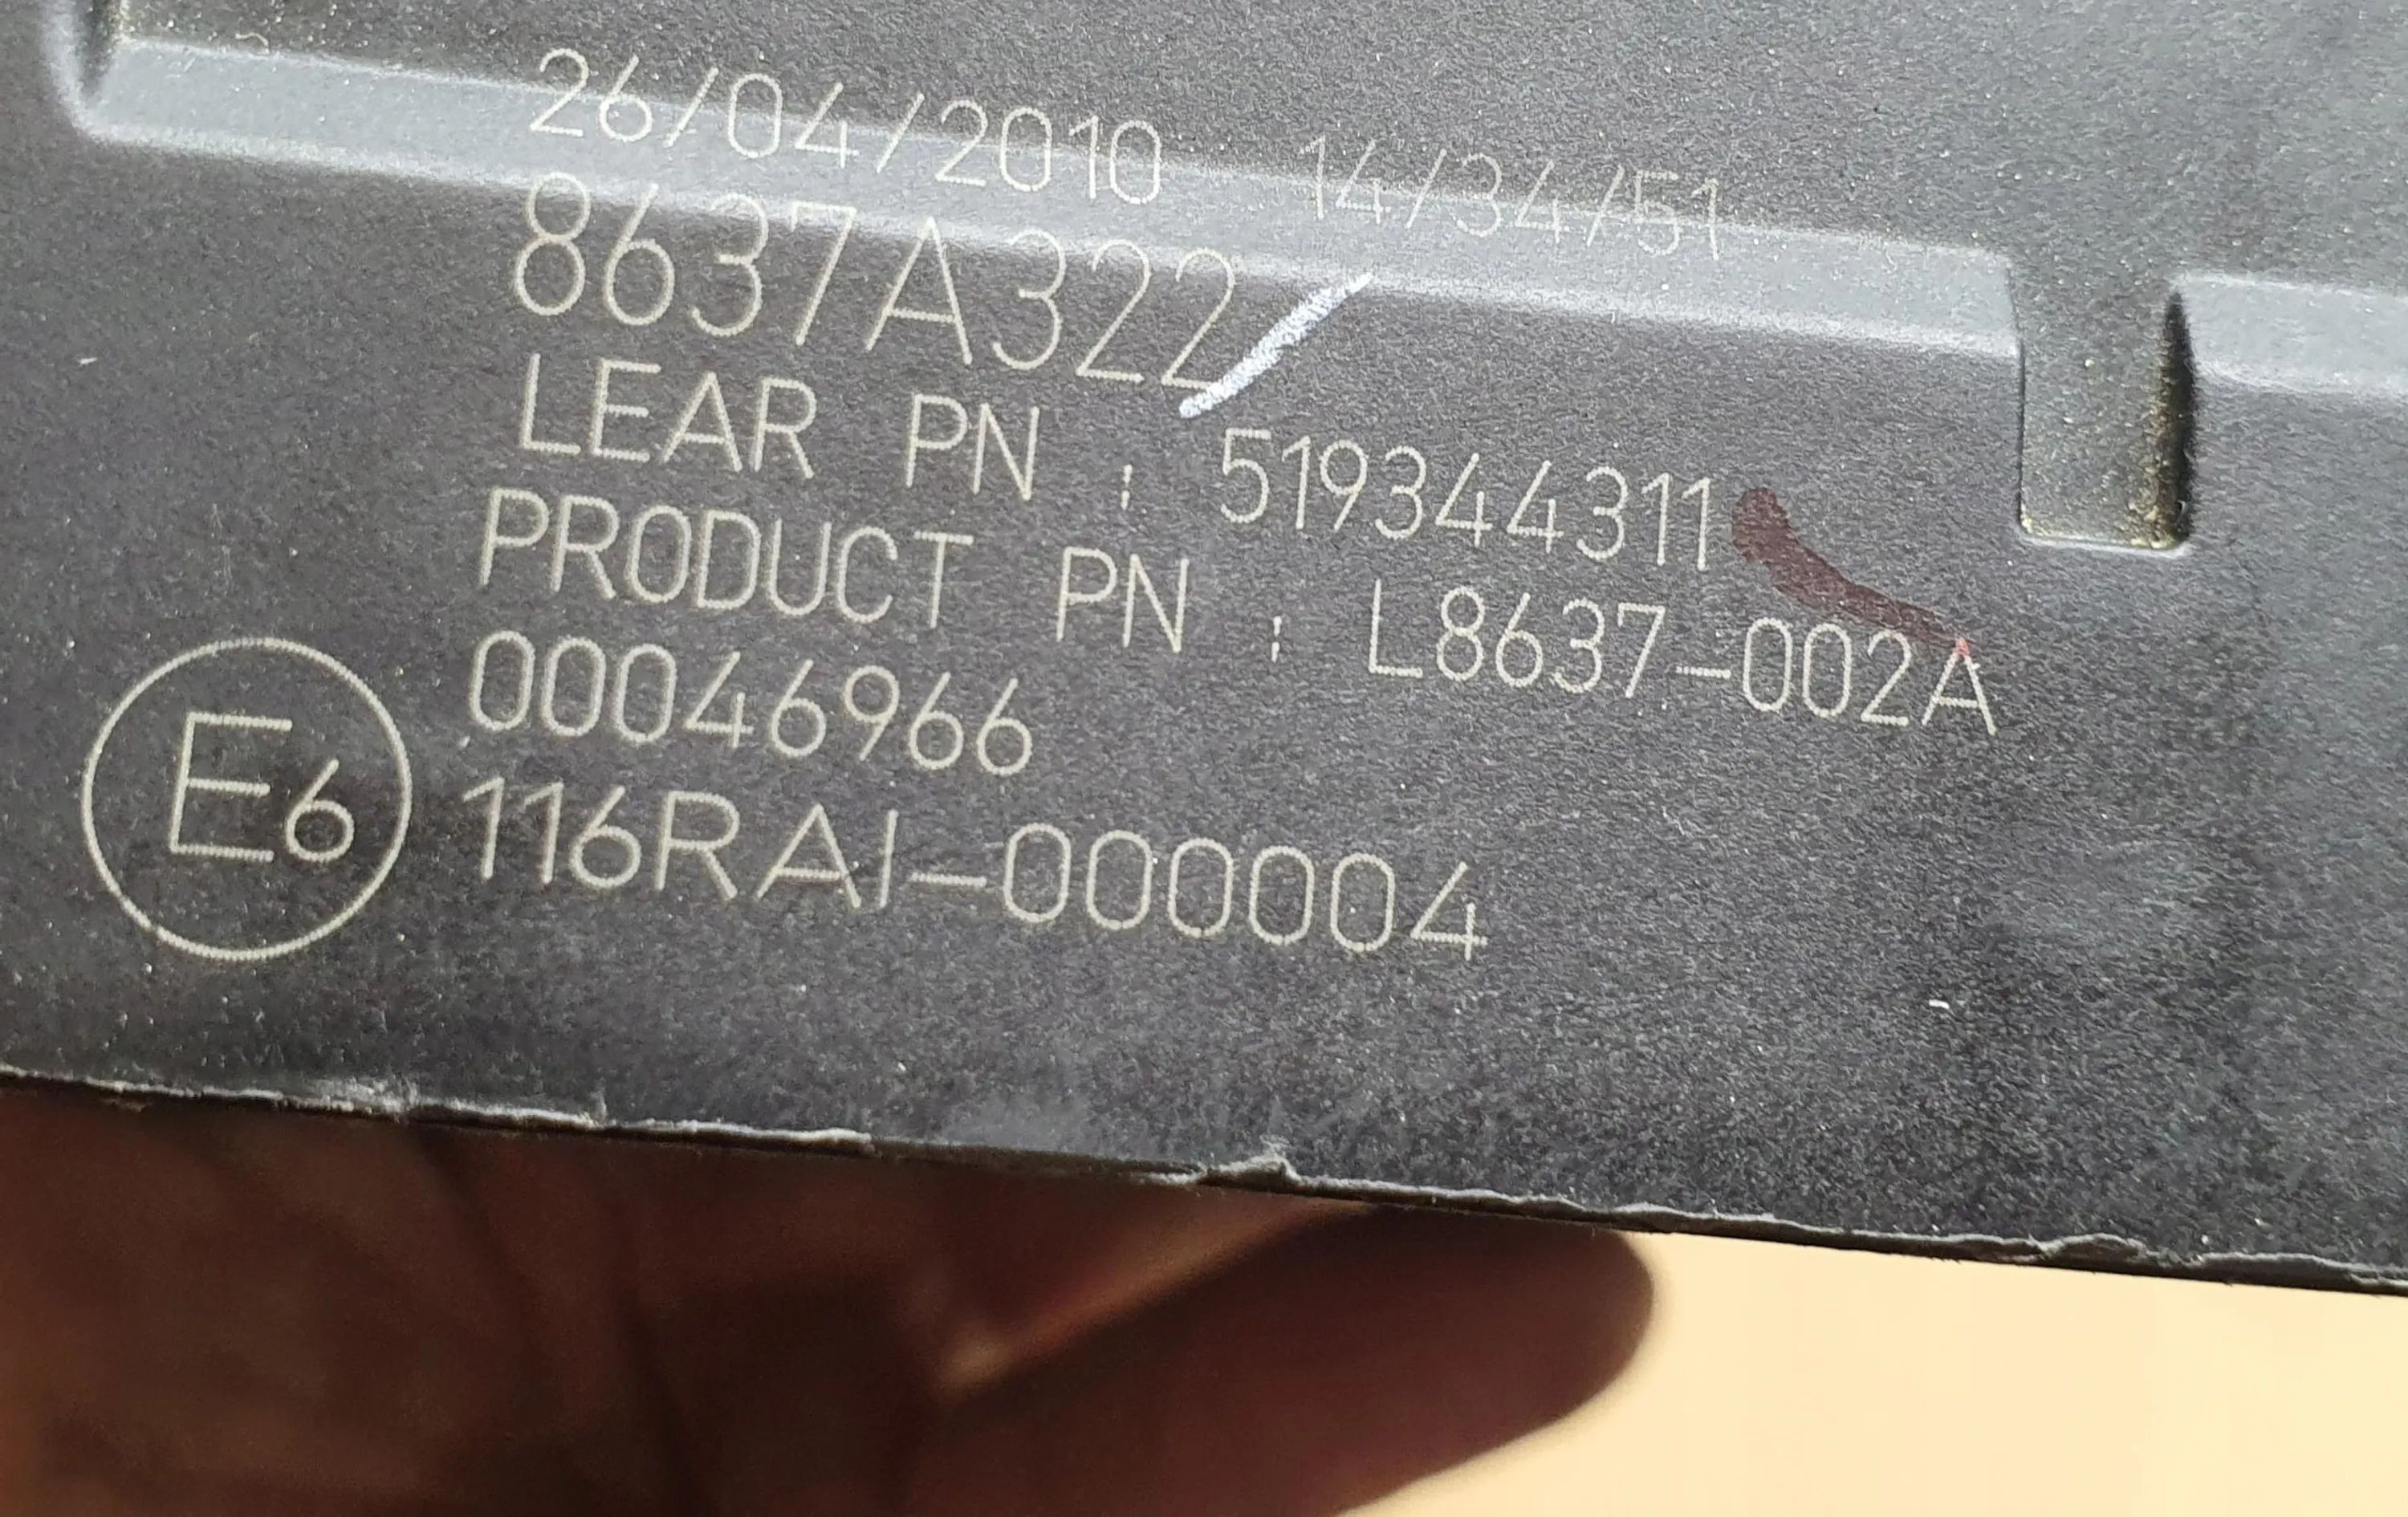 26/04/2010 14/34/51
8637A322
LEAR PN : 519344311
PRODUCT PN : L8637-002A
00046966
E6 116RAI-000004